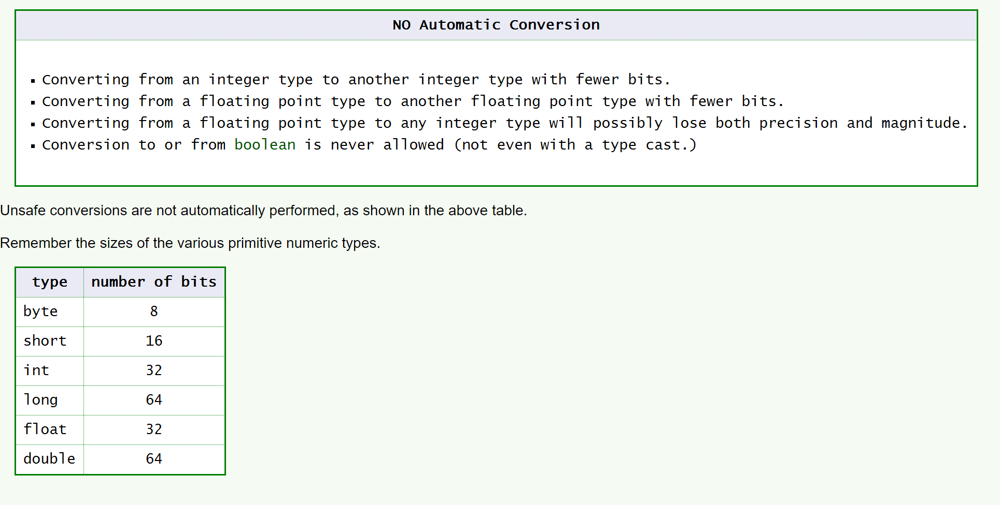 NO Automatic Conversion
▪ Converting from an integer type to another integer type with fewer bits.
▪ Converting from a floating point type to another floating point type with fewer bits.
▪ Converting from a floating point type to any integer type will possibly lose both precision and magnitude.
▪ Conversion to or from boolean is never allowed (not even with a type cast.)
Unsafe conversions are not automatically performed, as shown in the above table.
Remember the sizes of the various primitive numeric types.
type number of bits
byte 8
short 16
int 32
long 64
float 32
double 64